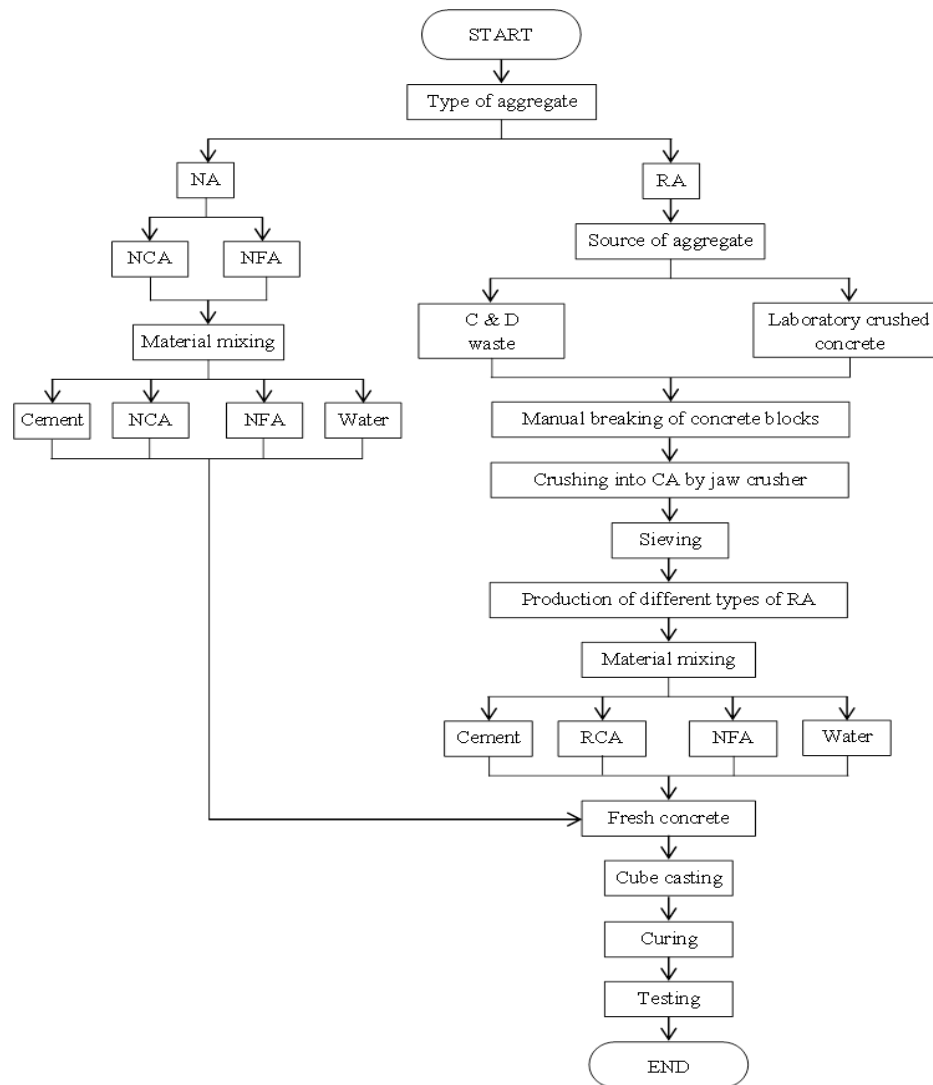 START
Type of aggregate
NA
RA
NCA
NFA
Source of aggregate
Material mixing
C & D
waste
Laboratory crushed
concrete
Cement
NCA
NFA
Water
Manual breaking of concrete blocks
Crushing into CA by jaw crusher
Sieving
Production of different types of RA
Material mixing
Cement
RCA
NFA
Water
Fresh concrete
Cube casting
Curing
Testing
END